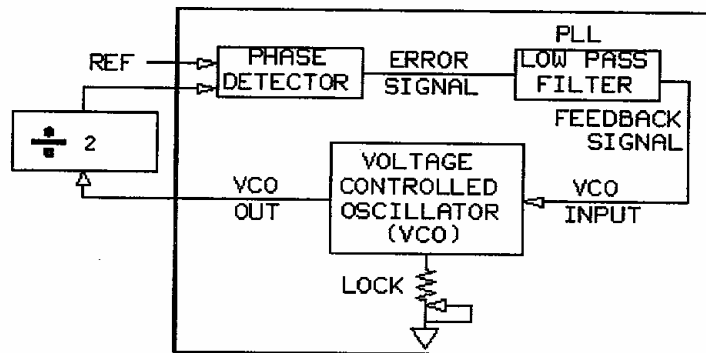 PLL
REF
PHASE
DETECTOR
ERROR
SIGNAL
LOW PASS
FILTER
FEEDBACK
SIGNAL
÷ 2
VCO
OUT
VOLTAGE
CONTROLLED
OSCILLATOR
(VCO)
VCO
INPUT
LOCK